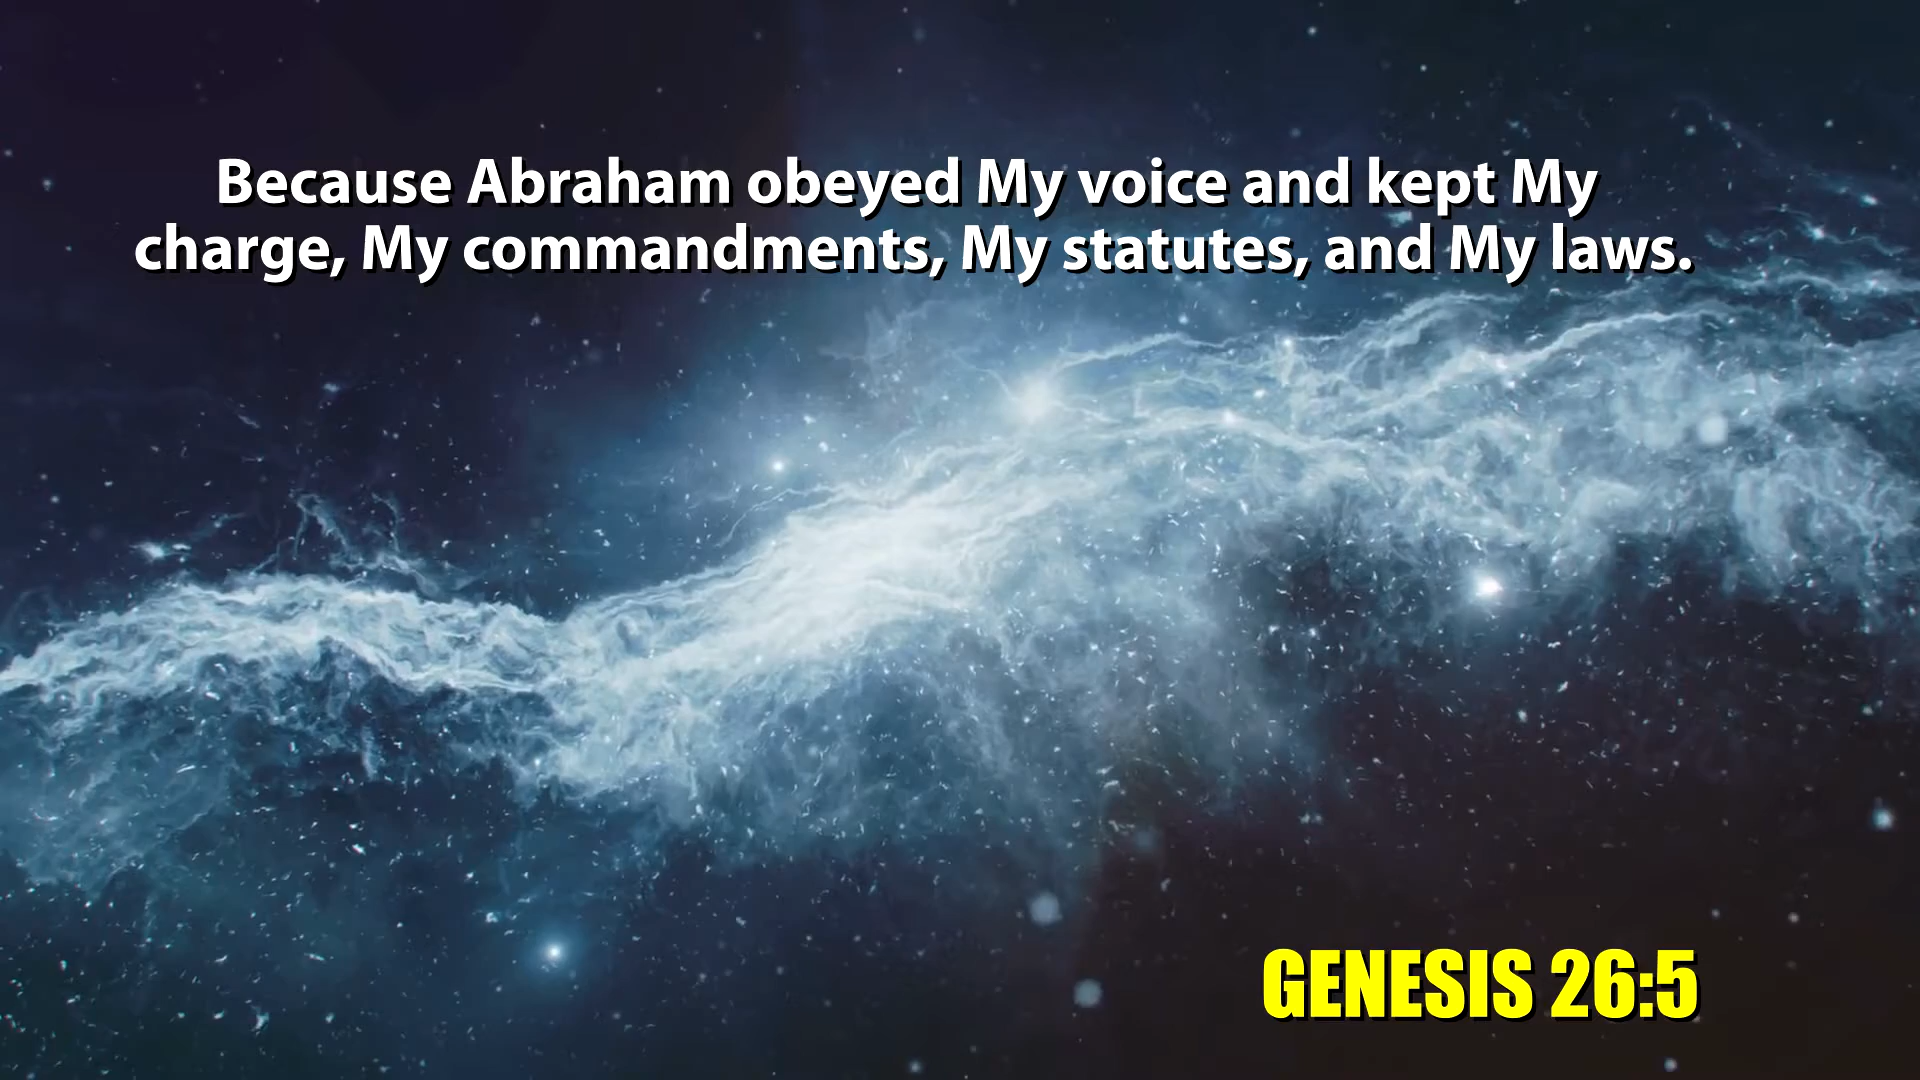 Because Abraham obeyed My voice and kept My
charge, My commandments, My statutes, and My laws.
GENESIS 26:5